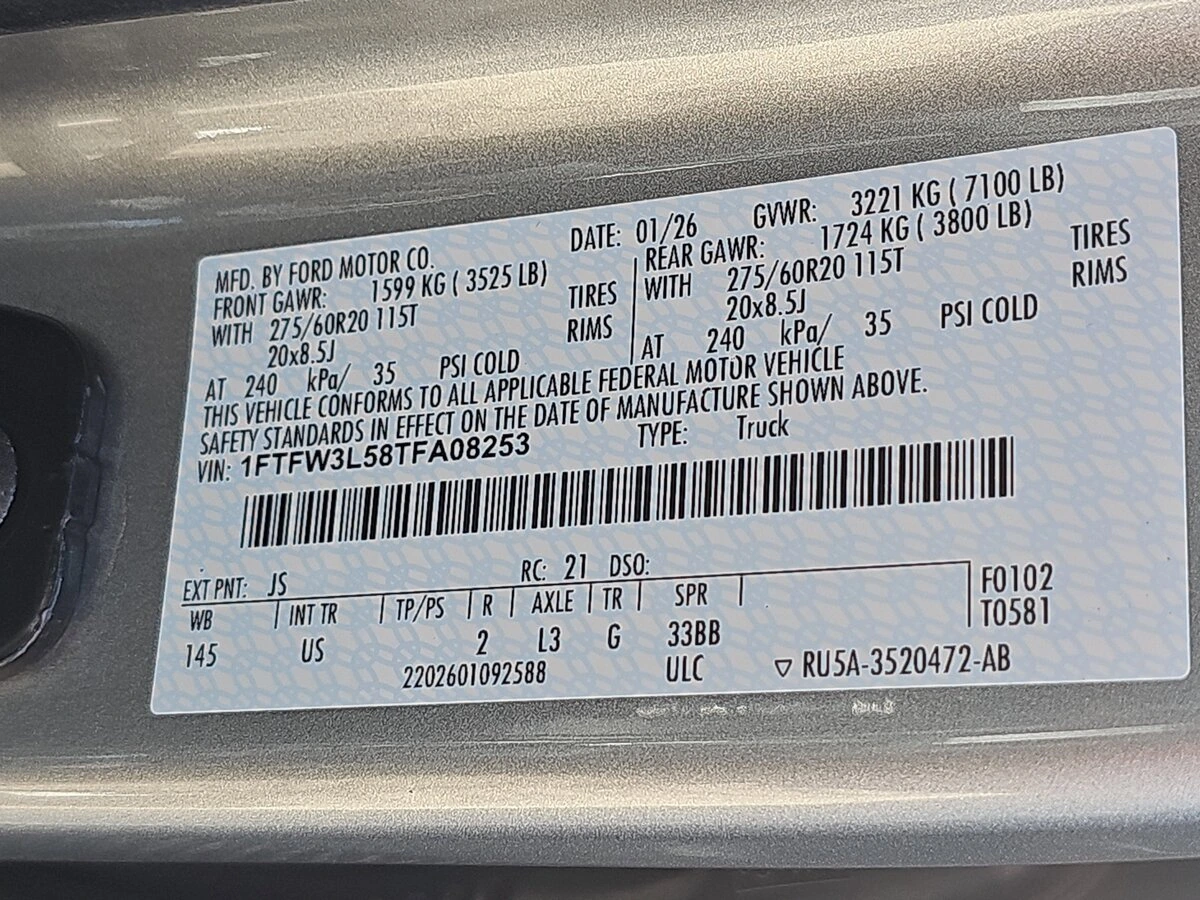 MFD. BY FORD MOTOR CO. DATE: 01/26 GVWR: 3221 KG ( 7100 LB)
FRONT GAWR: 1599 KG ( 3525 LB) REAR GAWR: 1724 KG ( 3800 LB)
WITH 275/60R20 115T TIRES WITH 275/60R20 115T TIRES
20x8.5J RIMS 20x8.5J RIMS
AT 240 kPa/ 35 PSI COLD AT 240 kPa/ 35 PSI COLD
THIS VEHICLE CONFORMS TO ALL APPLICABLE FEDERAL MOTOR VEHICLE
SAFETY STANDARDS IN EFFECT ON THE DATE OF MANUFACTURE SHOWN ABOVE.
VIN: 1FTFW3L58TFA08253 TYPE: Truck
EXT PNT: JS RC: 21 DSO:
WB INT TR TP/PS R AXLE TR SPR F0102
145 US 2 L3 G 33BB T0581
2202601092588 ULC ▽ RU5A-3520472-AB